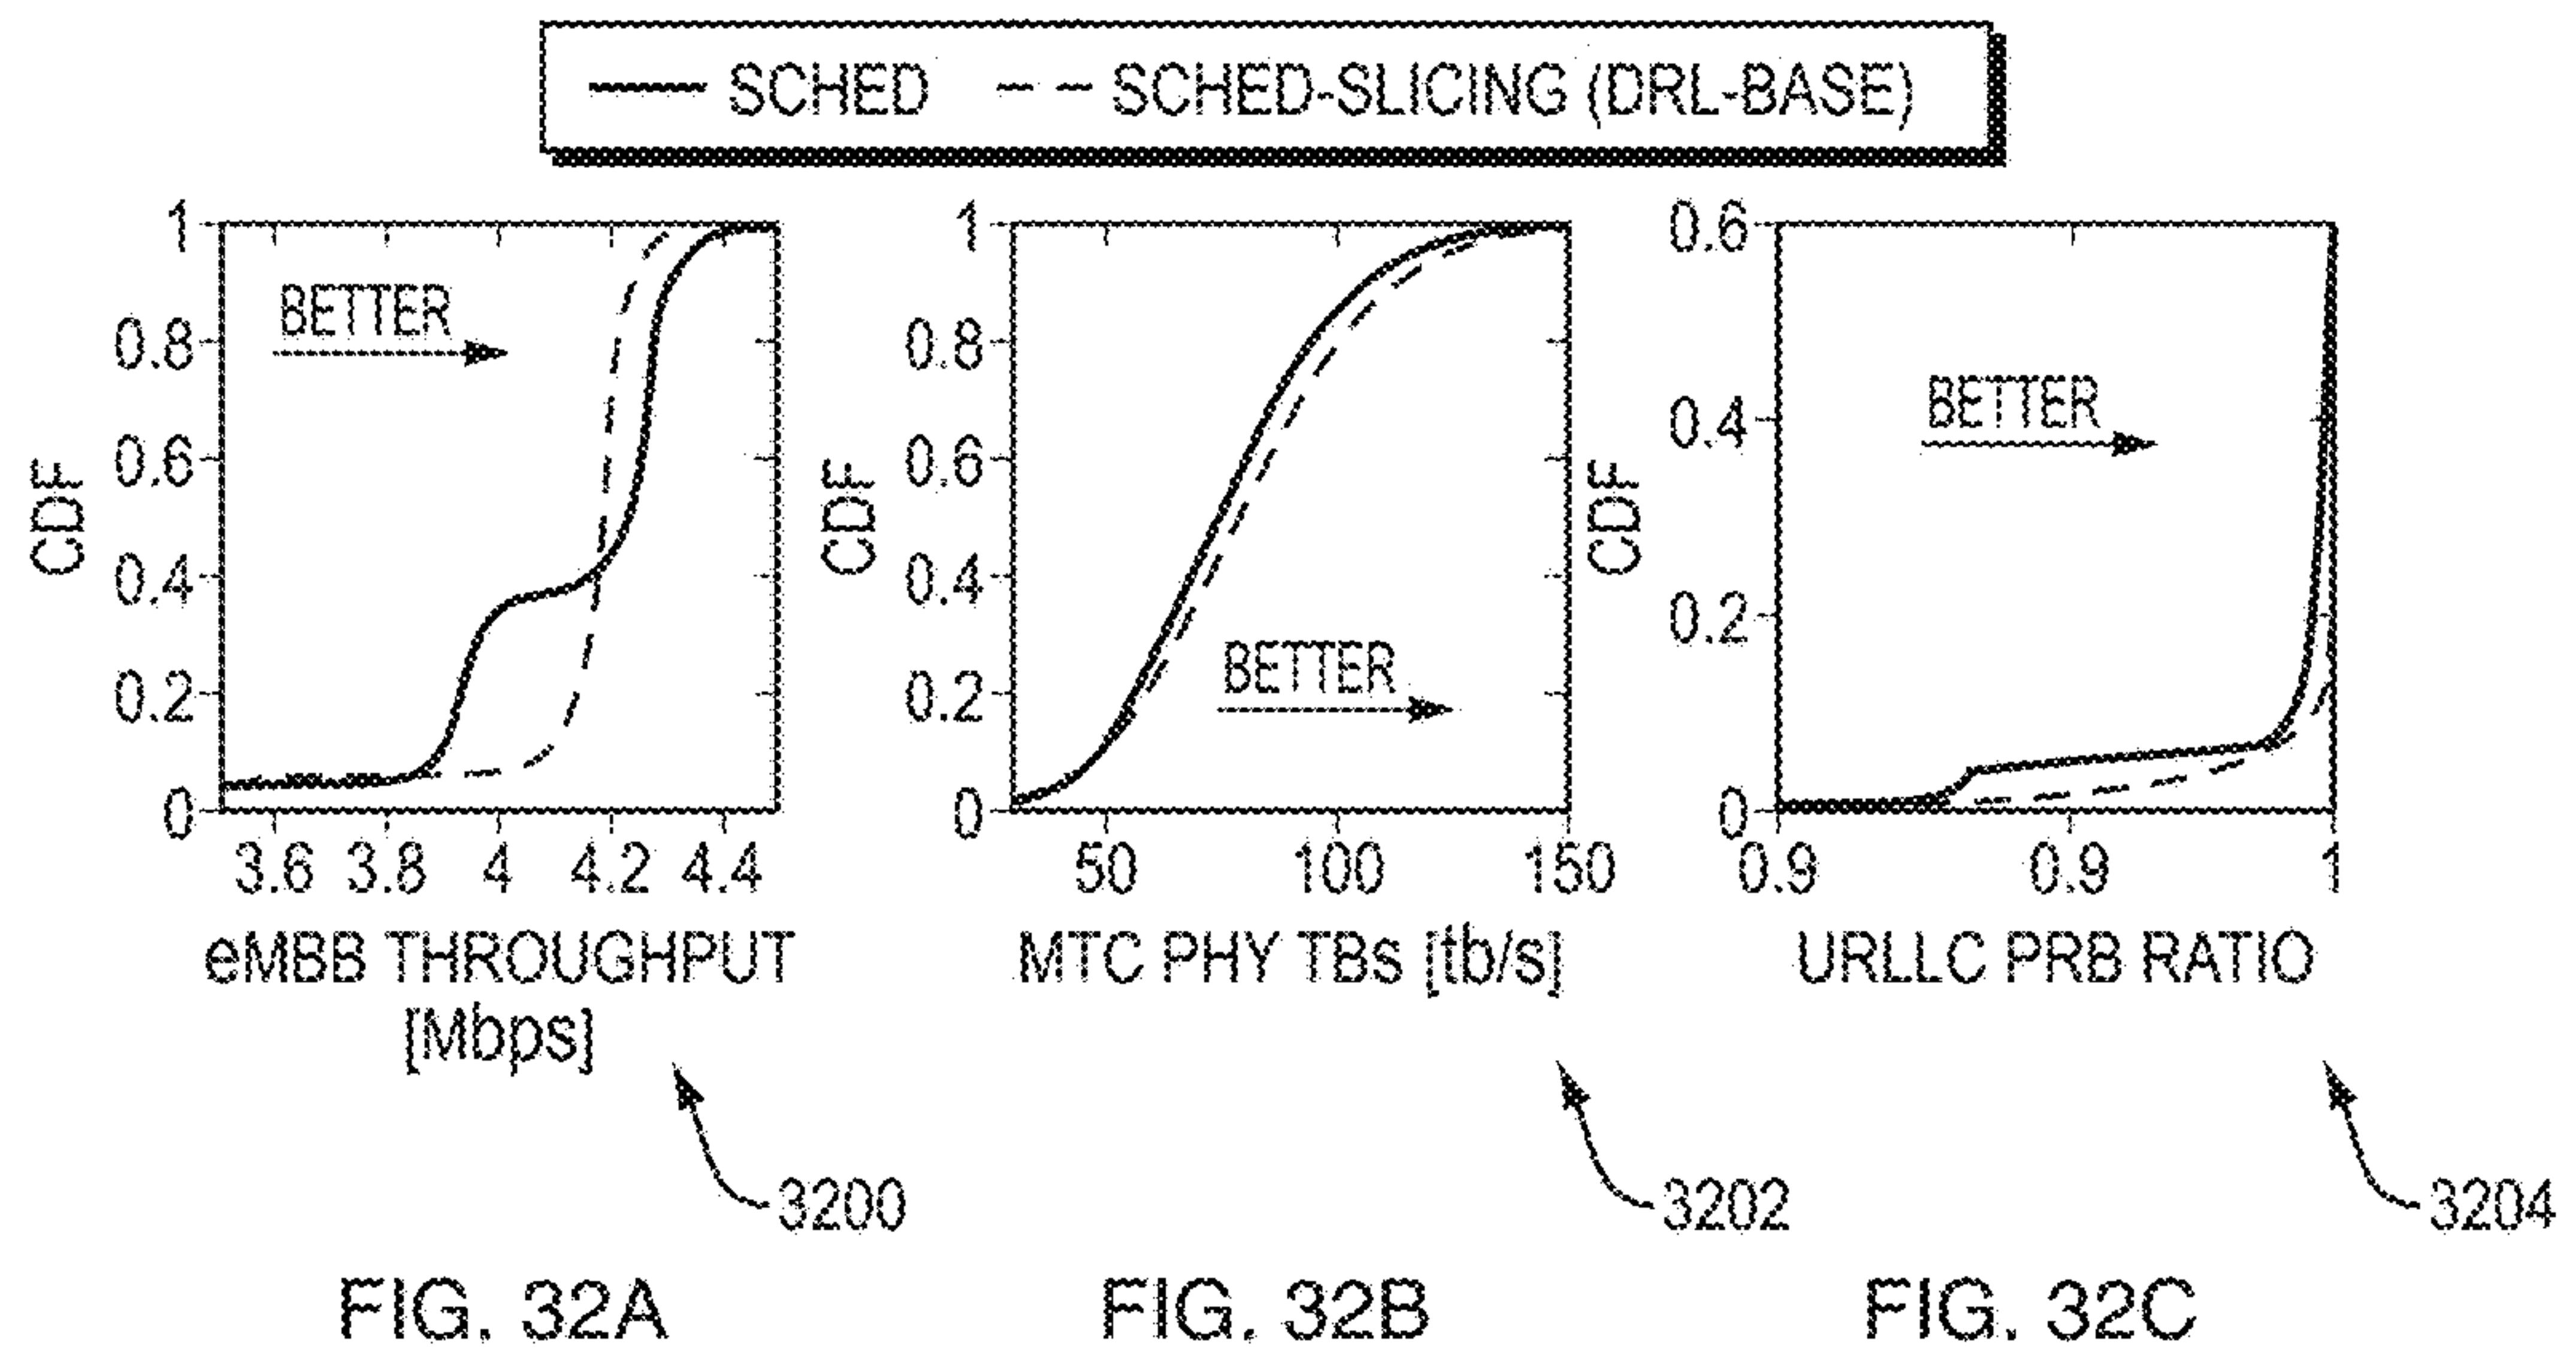 SCHED SCHED-SLICING (DRL-BASE)
1
0.8
0.6
0.4
0.2
0
CDF
BETTER
3.6 3.8 4 4.2 4.4
eMBB THROUGHPUT
[Mbps]
3200
FIG. 32A
1
0.8
0.6
0.4
0.2
0
CDF
BETTER
50 100 150
MTC PHY TBs [tb/s]
3202
FIG. 32B
0.6
0.4
0.2
0
CDF
BETTER
0.9 0.9 1
URLLC PRB RATIO
3204
FIG. 32C